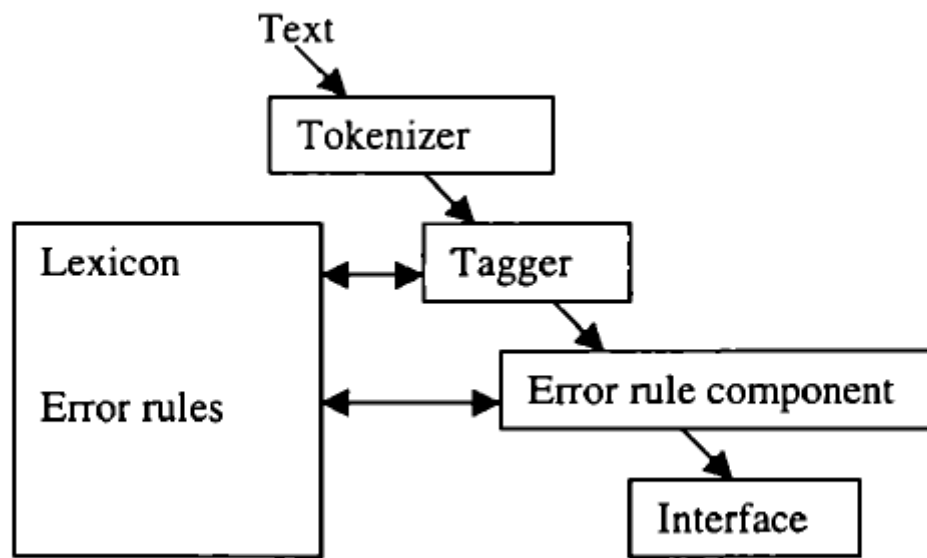 Text
Tokenizer
Lexicon
Tagger
Error rules
Error rule component
Interface